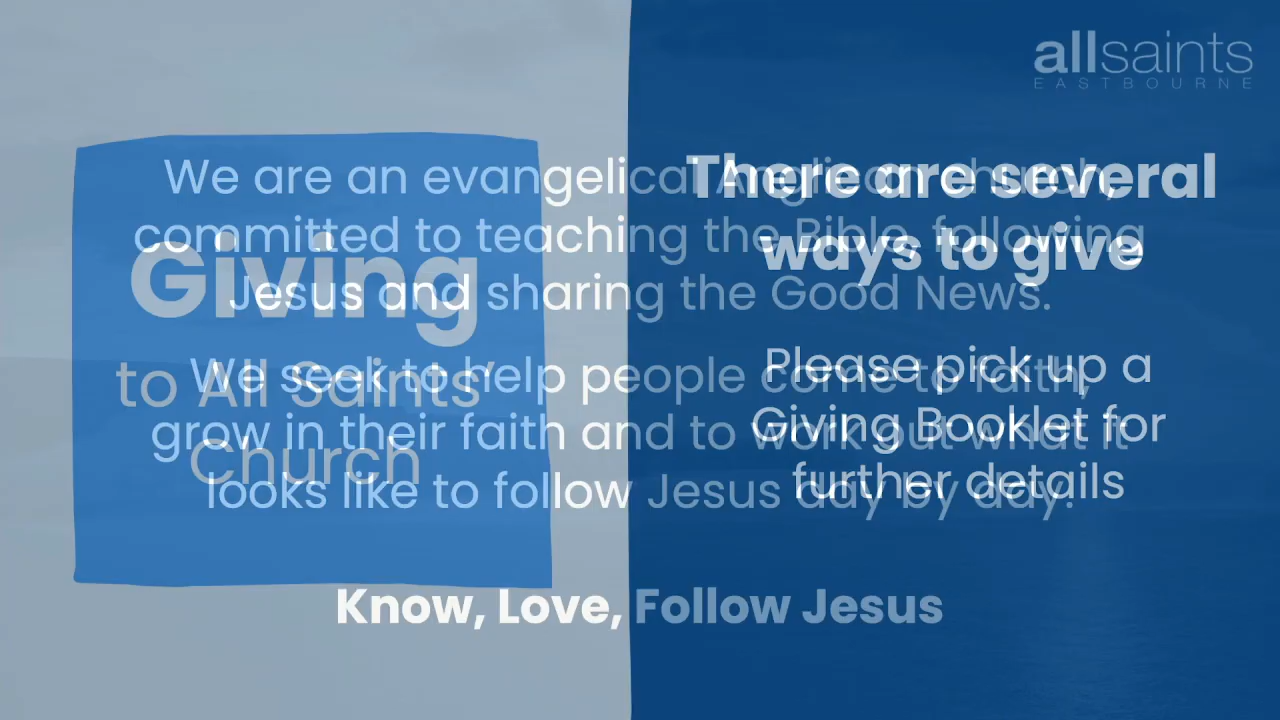 allsaints
EASTBOURNE
We are an evangelical Anglican church,
committed to teaching the Bible, following
Jesus and sharing the Good News.
We seek to help people come to faith,
grow in their faith and to work out what it
looks like to follow Jesus day by day.
Know, Love, Follow Jesus
Giving
to All Saints'
Church
There are several
ways to give
Please pick up a
Giving Booklet for
further details